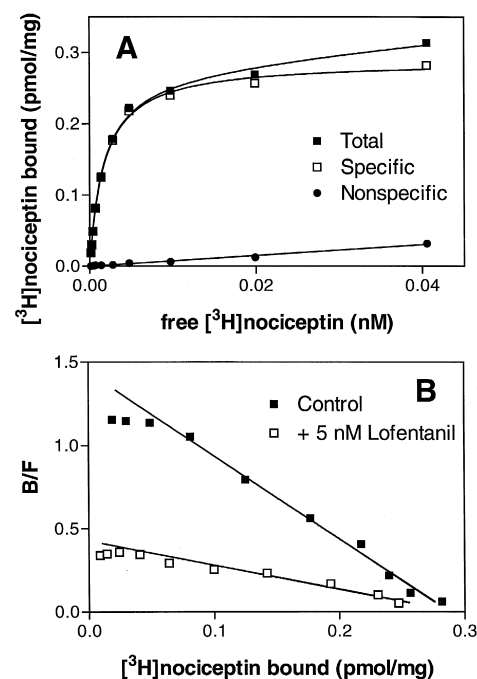 A
[³H]nociceptin bound (pmol/mg)
0.3
0.2
0.1
0.0
Total
Specific
Nonspecific
0.00
0.02
0.04
free [³H]nociceptin (nM)
B
B/F
1.5
1.0
0.5
0.0
Control
+ 5 nM Lofentanil
0.0
0.1
0.2
0.3
[³H]nociceptin bound (pmol/mg)